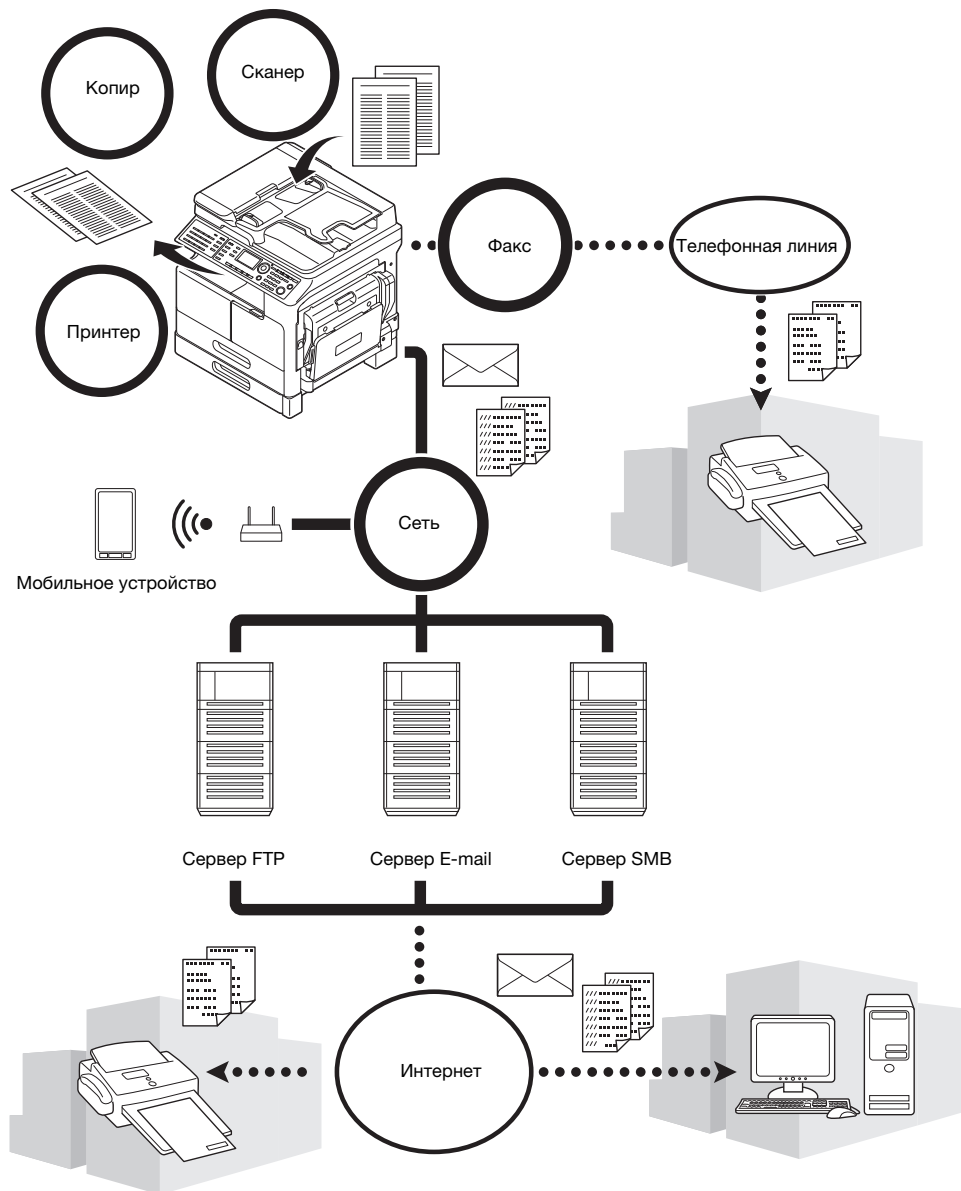 Сканер
Копир
Факс
Телефонная линия
Принтер
Сеть
Мобильное устройство
Сервер FTP
Сервер E-mail
Сервер SMB
Интернет